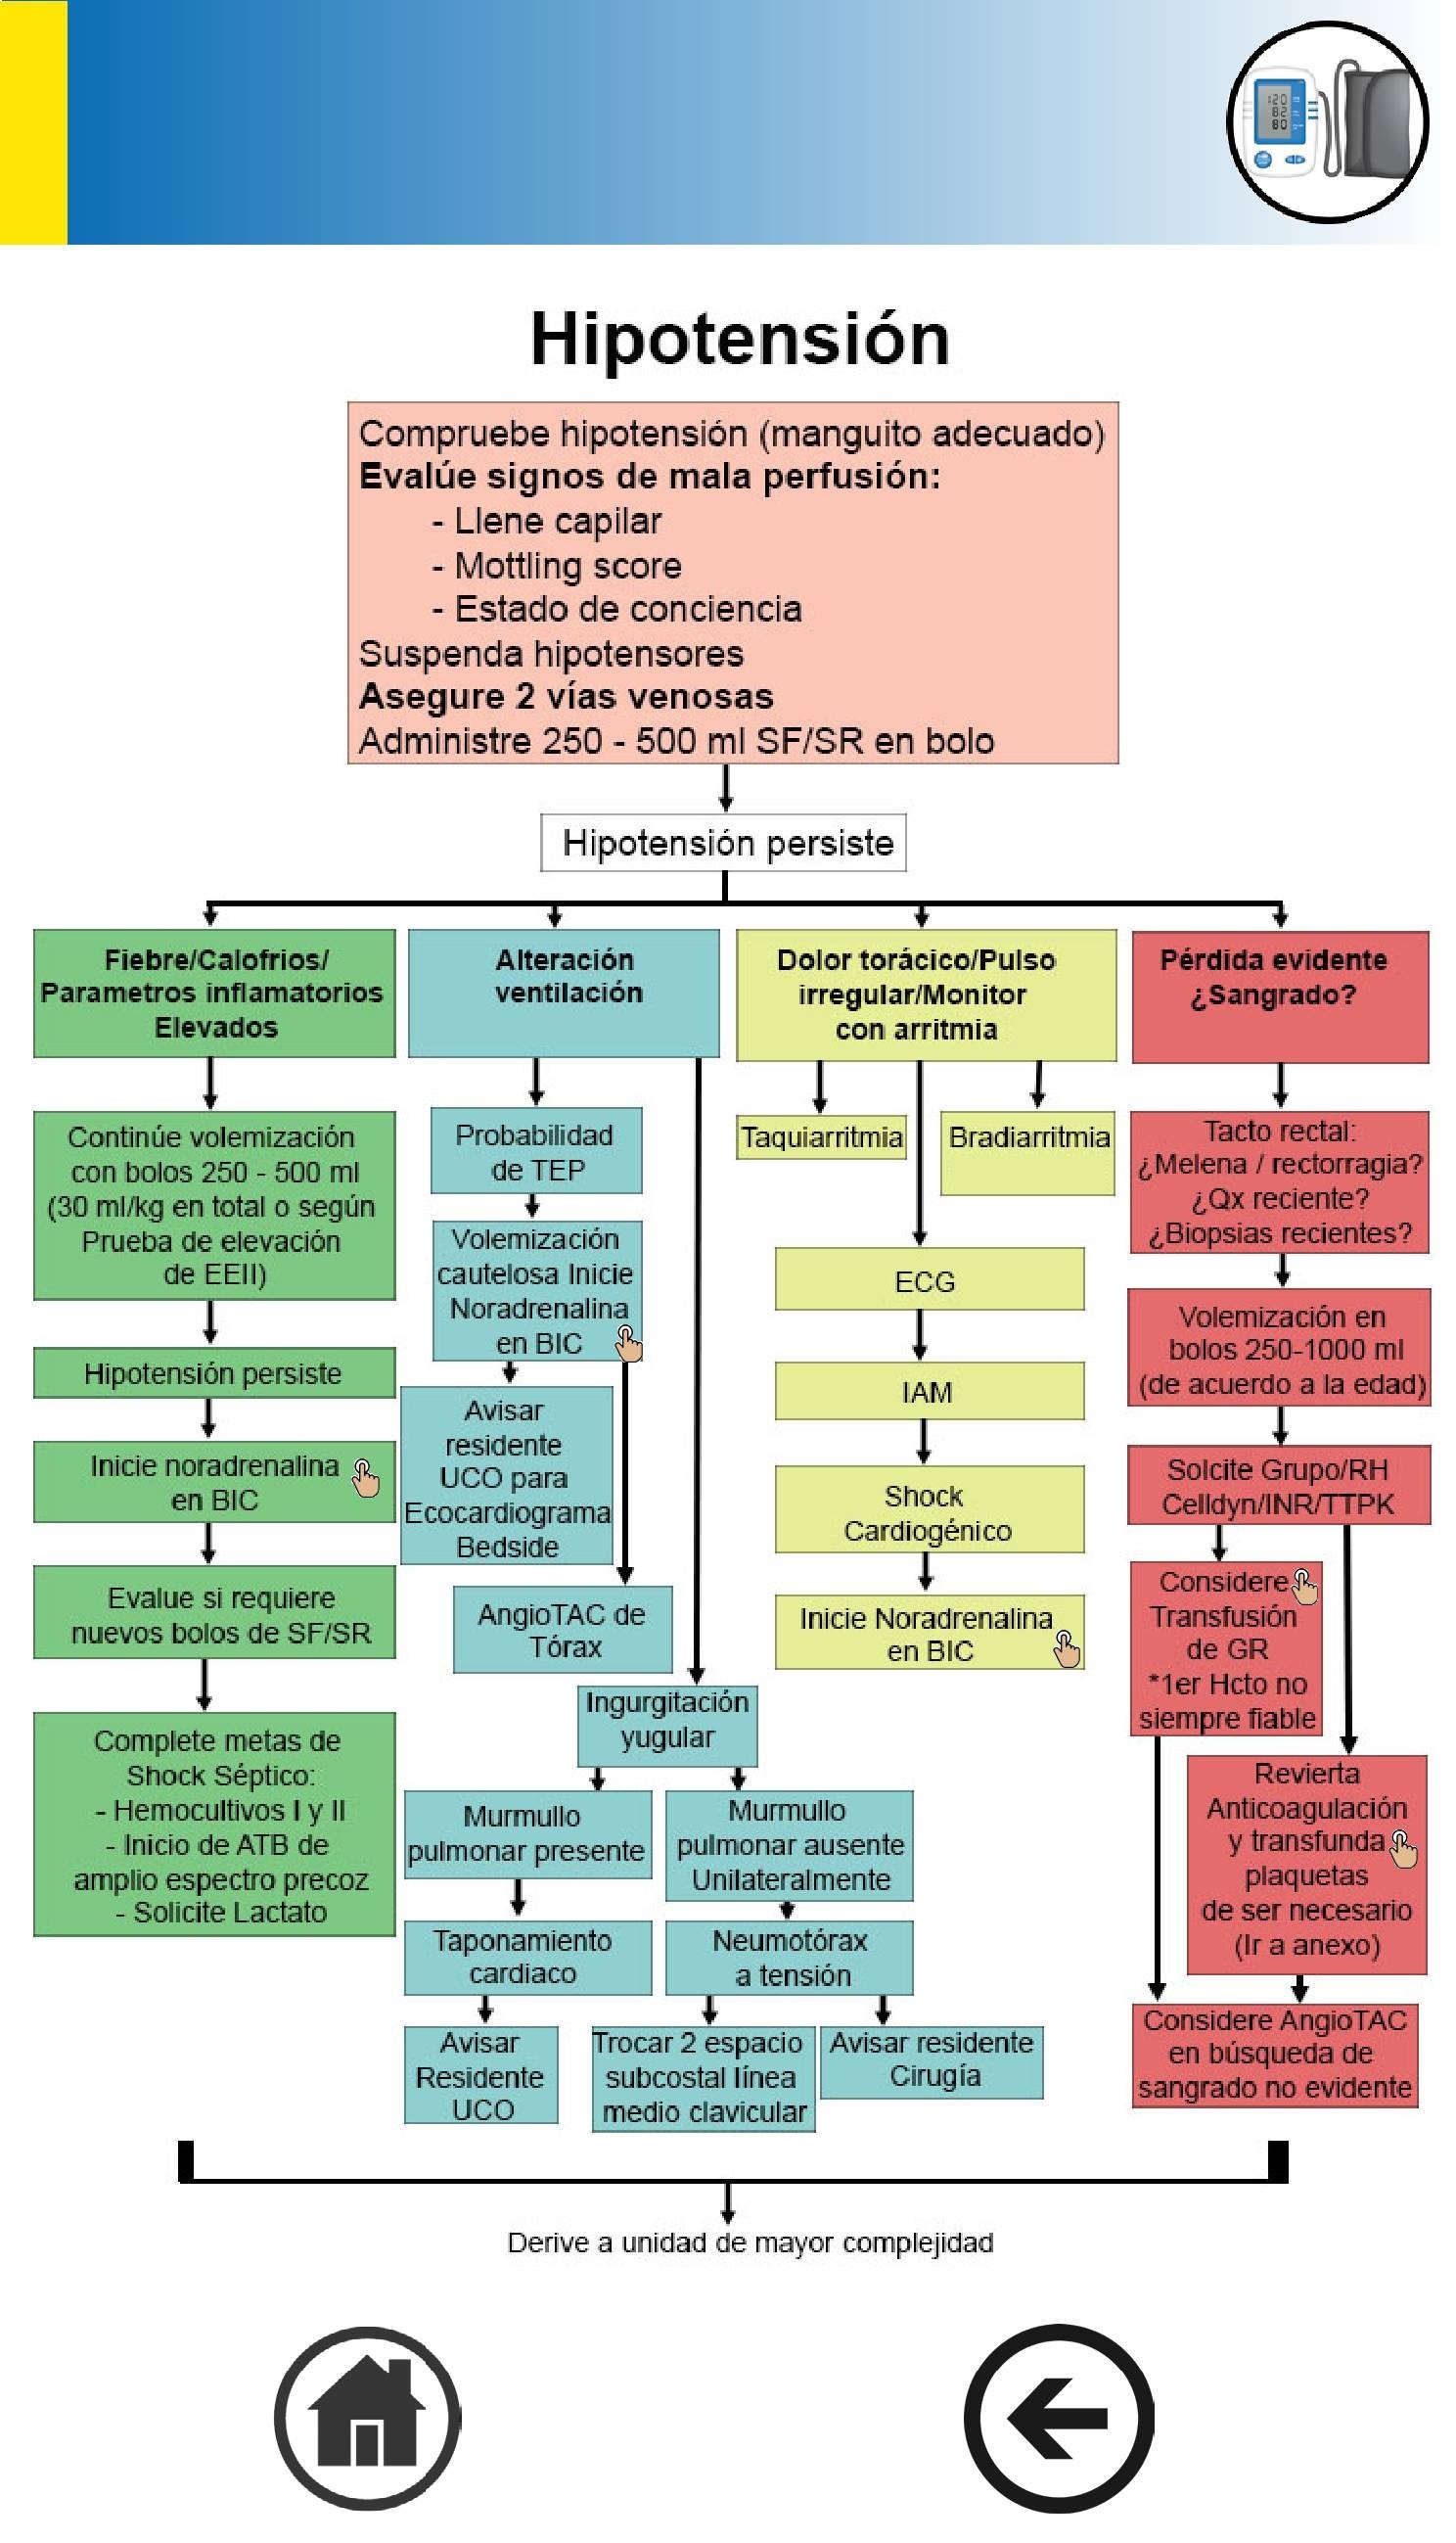 120
82
80
Hipotensión
Compruebe hipotensión (manguito adecuado)
Evalúe signos de mala perfusión:
- Llene capilar
- Mottling score
- Estado de conciencia
Suspenda hipotensores
Asegure 2 vías venosas
Administre 250 - 500 ml SF/SR en bolo
Hipotensión persiste
Fiebre/Calofrios/
Parametros inflamatorios
Elevados
Continúe volemización
con bolos 250 - 500 ml
(30 ml/kg en total o según
Prueba de elevación
de EEII)
Hipotensión persiste
Inicie noradrenalina
en BIC
Evalue si requiere
nuevos bolos de SF/SR
Complete metas de
Shock Séptico:
- Hemocultivos I y II
- Inicio de ATB de
amplio espectro precoz
- Solicite Lactato
Alteración
ventilación
Probabilidad
de TEP
Volemización
cautelosa Inicie
Noradrenalina
en BIC
Avisar
residente
UCO para
Ecocardiograma
Bedside
AngioTAC de
Tórax
Ingurgitación
yugular
Murmullo
pulmonar presente
Taponamiento
cardiaco
Avisar
Residente
UCO
Murmullo
pulmonar ausente
Unilateralmente
Neumotórax
a tensión
Trocar 2 espacio
subcostal línea
medio clavicular
Avisar residente
Cirugía
Dolor torácico/Pulso
irregular/Monitor
con arritmia
Taquiarritmia
Bradiarritmia
ECG
IAM
Shock
Cardiogénico
Inicie Noradrenalina
en BIC
Pérdida evidente
¿Sangrado?
Tacto rectal:
¿Melena / rectorragia?
¿Qx reciente?
¿Biopsias recientes?
Volemización en
bolos 250-1000 ml
(de acuerdo a la edad)
Solcite Grupo/RH
Celldyn/INR/TTPK
Considere
Transfusión
de GR
*1er Hcto no
siempre fiable
Revierta
Anticoagulación
y transfunda
plaquetas
de ser necesario
(Ir a anexo)
Considere AngioTAC
en búsqueda de
sangrado no evidente
Derive a unidad de mayor complejidad